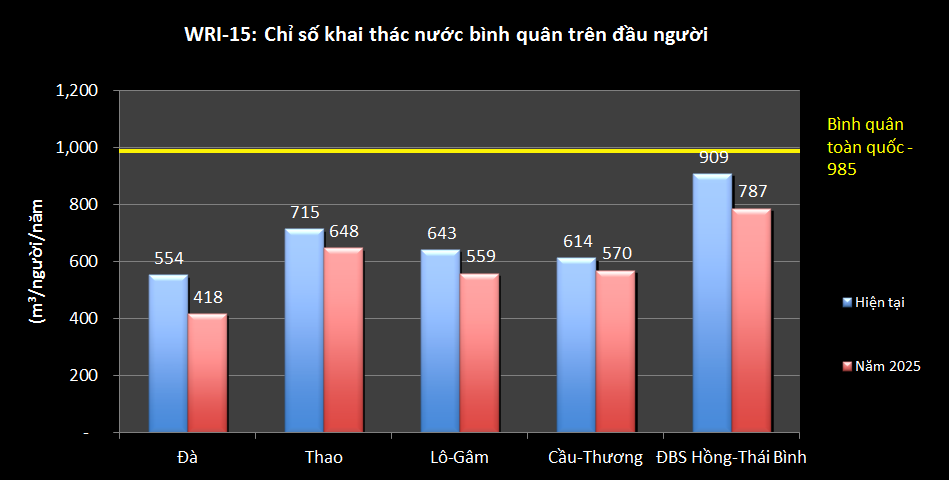 WRI-15: Chỉ số khai thác nước bình quân trên đầu người
(m³/người/năm
1,200
1,000
800
600
400
200
-
Bình quân
toàn quốc -
985
554
418
715
648
643
559
614
570
909
787
Hiện tại
Năm 2025
Đà
Thao
Lô-Gâm
Cầu-Thương
ĐBS Hồng-Thái Bình